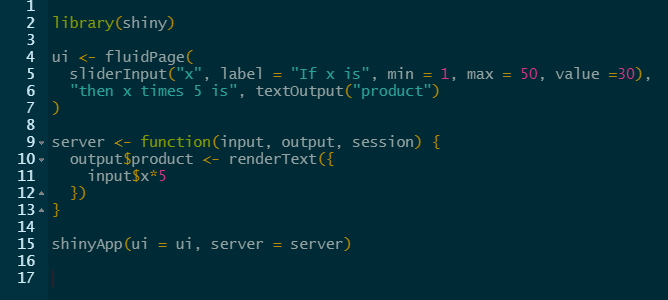 1
2 library(shiny)
3
4 ui <- fluidPage(
5   sliderInput("x", label = "If x is", min = 1, max = 50, value =30),
6   "then x times 5 is", textOutput("product")
7 )
8
9 server <- function(input, output, session) {
10   output$product <- renderText({
11     input$x*5
12   })
13 }
14
15 shinyApp(ui = ui, server = server)
16
17